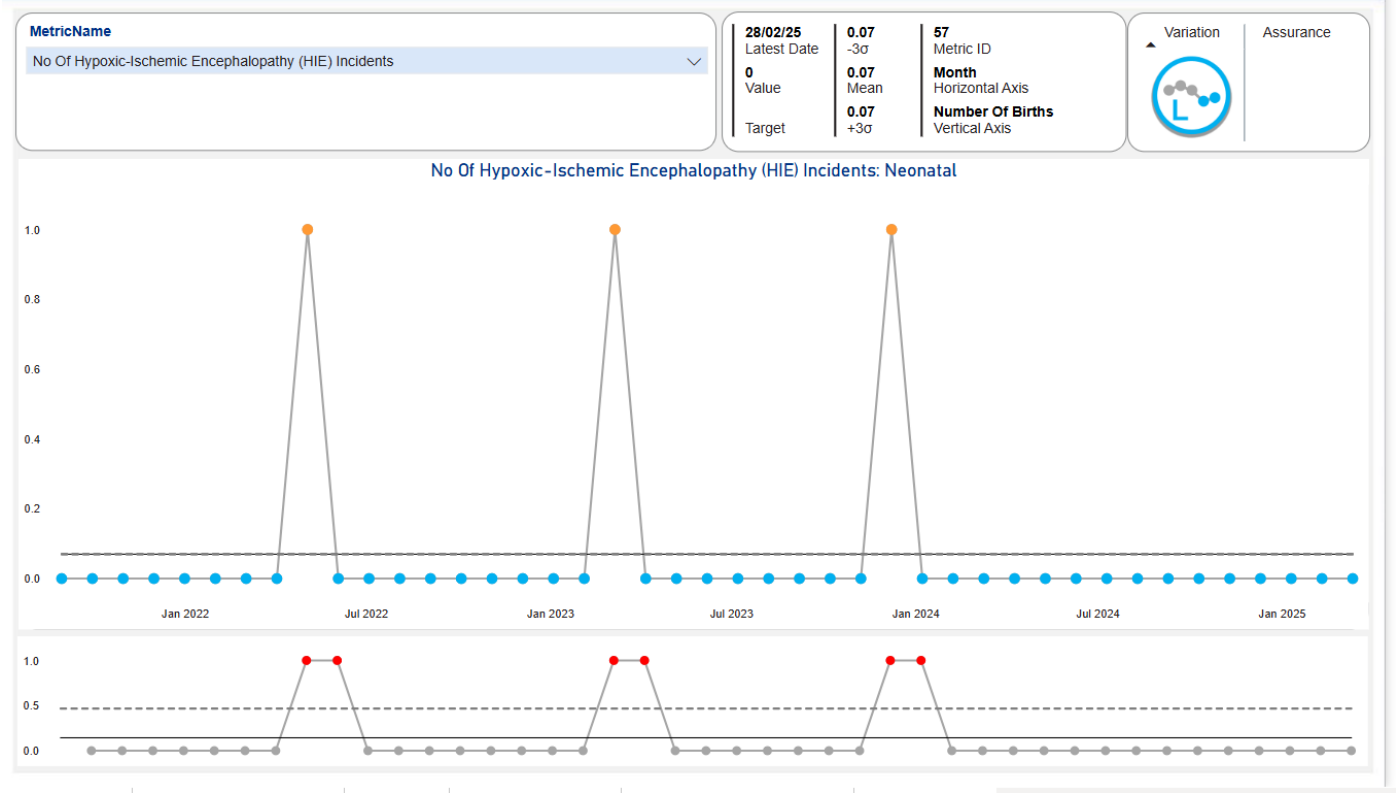 MetricName
No Of Hypoxic-Ischemic Encephalopathy (HIE) Incidents
28/02/25
Latest Date
0
Value
Target
0.07
-3σ
0.07
Mean
0.07
+3σ
57
Metric ID
Month
Horizontal Axis
Number Of Births
Vertical Axis
Variation
Assurance
L
No Of Hypoxic-Ischemic Encephalopathy (HIE) Incidents: Neonatal
1.0
0.8
0.6
0.4
0.2
0.0
Jan 2022 Jul 2022 Jan 2023 Jul 2023 Jan 2024 Jul 2024 Jan 2025
1.0
0.5
0.0